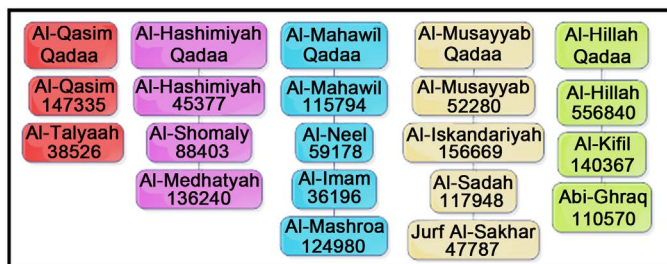 Al-Qasim
Qadaa
Al-Qasim
147335
Al-Talyaah
38526
Al-Hashimiyah
Qadaa
Al-Hashimiyah
45377
Al-Shomaly
88403
Al-Medhatyah
136240
Al-Mahawil
Qadaa
Al-Mahawil
115794
Al-Neel
59178
Al-Imam
36196
Al-Mashroa
124980
Al-Musayyab
Qadaa
Al-Musayyab
52280
Al-Iskandariyah
156669
Al-Sadah
117948
Jurf Al-Sakhar
47787
Al-Hillah
Qadaa
Al-Hillah
556840
Al-Kifil
140367
Abi-Ghraq
110570